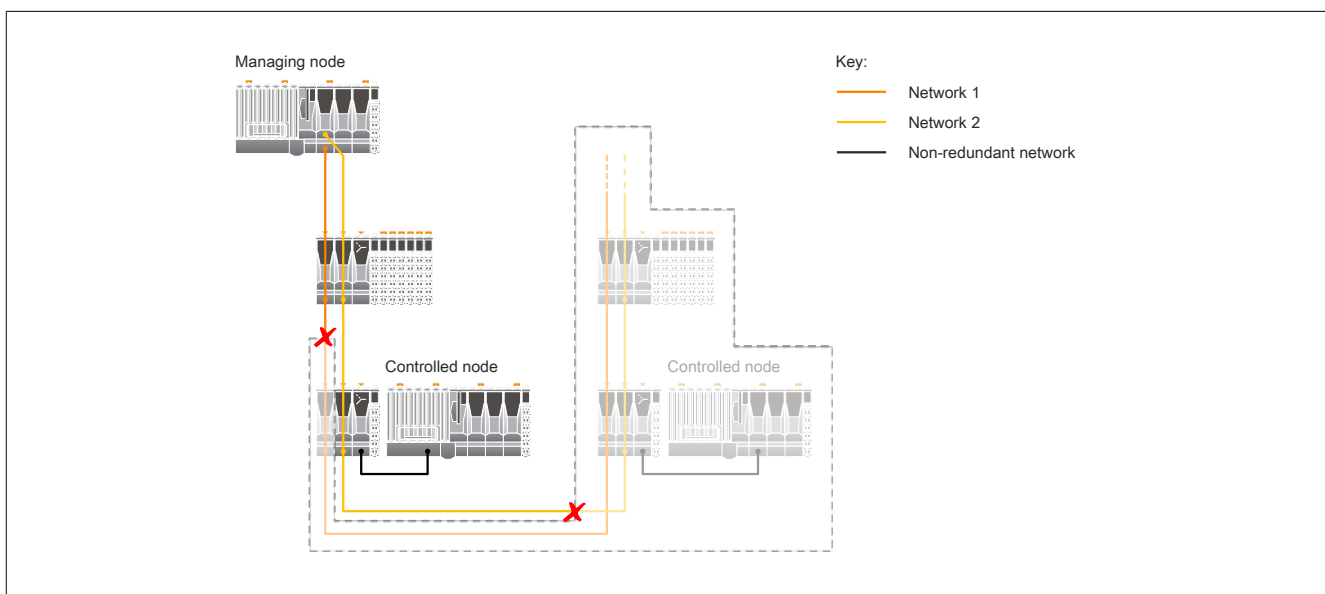 Managing node
Key:
Network 1
Network 2
Non-redundant network
Controlled node
Controlled node